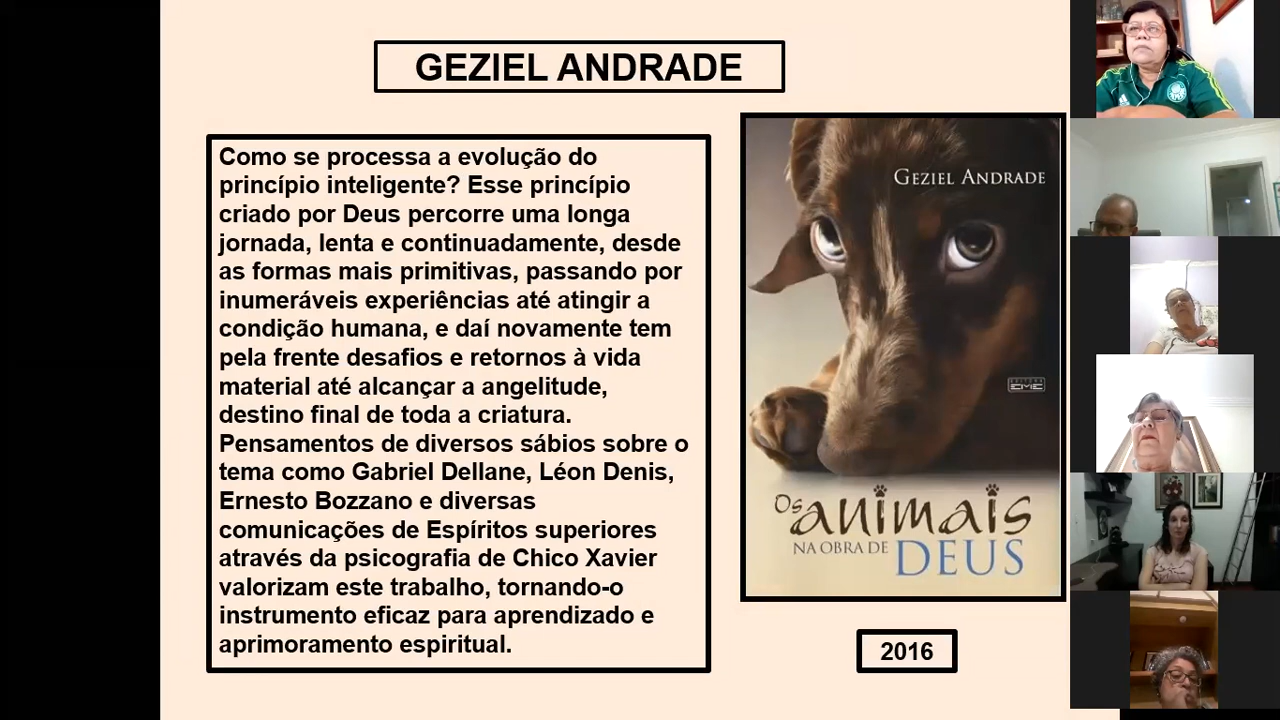 GEZIEL ANDRADE
Como se processa a evolução do
princípio inteligente? Esse princípio
criado por Deus percorre uma longa
jornada, lenta e continuadamente, desde
as formas mais primitivas, passando por
inumeráveis experiências até atingir a
condição humana, e daí novamente tem
pela frente desafios e retornos à vida
material até alcançar a angelitude,
destino final de toda a criatura.
Pensamentos de diversos sábios sobre o
tema como Gabriel Dellane, Léon Denis,
Ernesto Bozzano e diversas
comunicações de Espíritos superiores
através da psicografia de Chico Xavier
valorizam este trabalho, tornando-o
instrumento eficaz para aprendizado e
aprimoramento espiritual.
GEZIEL ANDRADE
EDITORA
EME
Os animais
NA OBRA DE
DEUS
2016